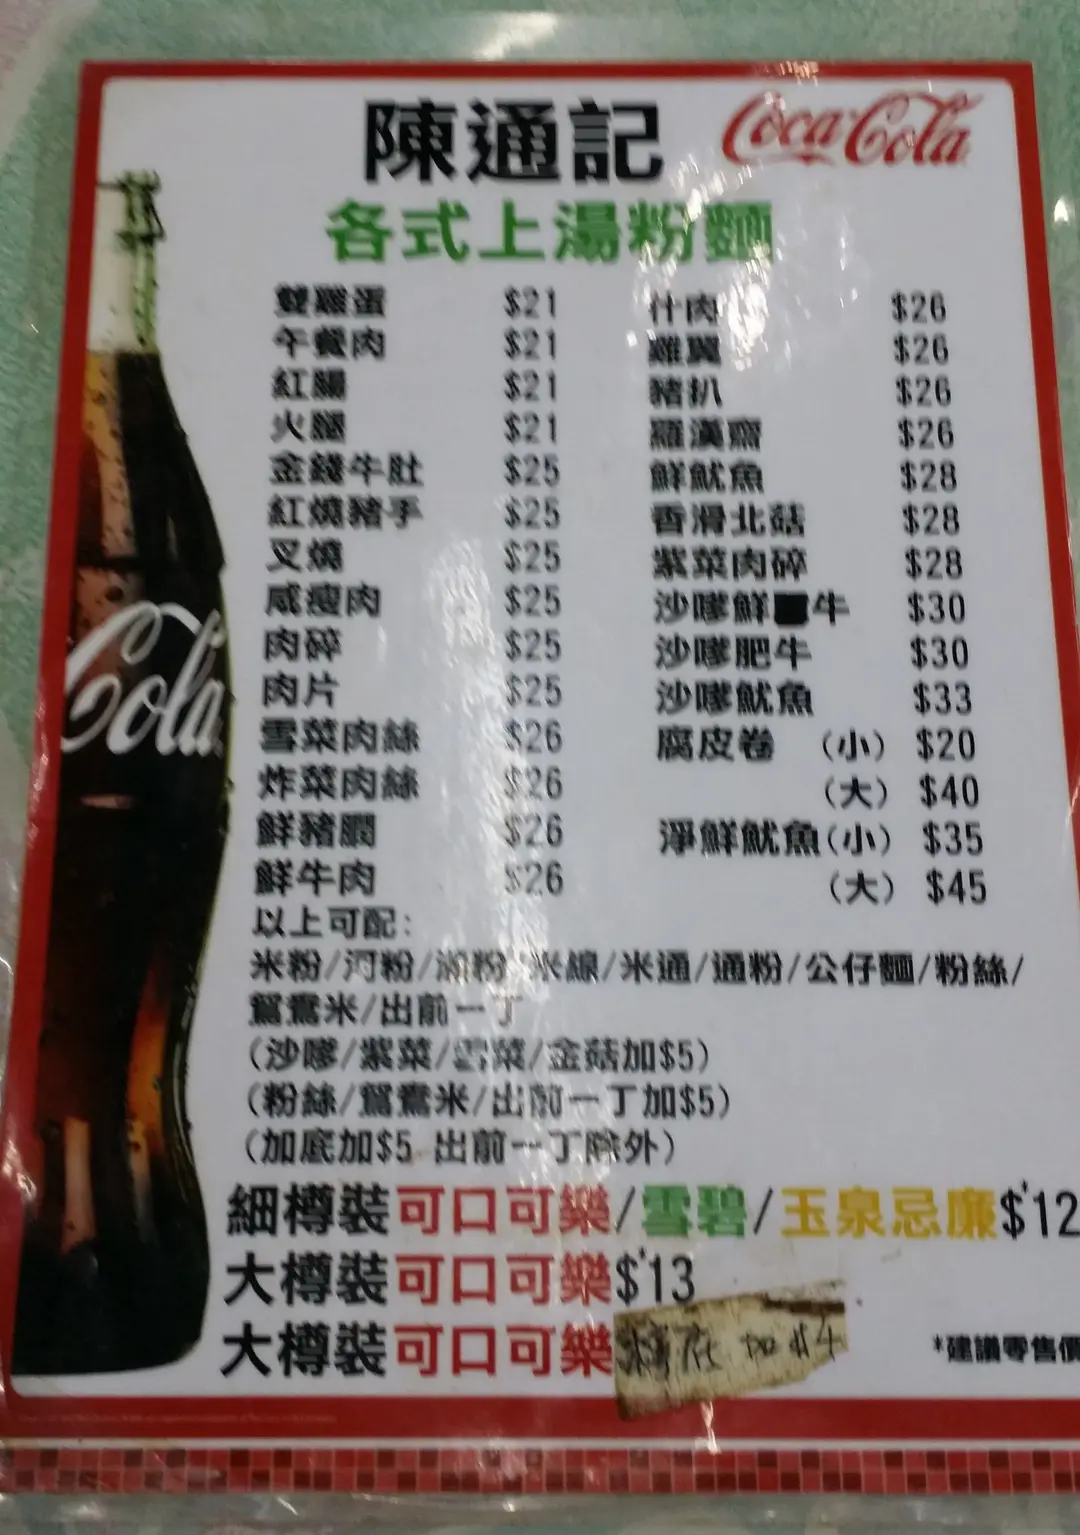 陳通記
Coca-Cola
各式上湯粉麵
雙雞蛋 $21 什肉 $26
午餐肉 $21 雞翼 $26
紅腸 $21 豬扒 $26
火腿 $21 羅漢齋 $26
金錢牛肚 $25 鮮魷魚 $28
紅燒豬手 $25 香滑北菇 $28
叉燒 $25 紫菜肉碎 $28
咸瘦肉 $25 沙嗲鮮 牛 $30
肉碎 $25 沙嗲肥牛 $30
肉片 $25 沙嗲魷魚 $33
雪菜肉絲 $26 腐皮卷 (小) $20
炸菜肉絲 $26 (大) $40
鮮豬膶 $26 淨鮮魷魚(小) $35
鮮牛肉 $26 (大) $45
以上可配:
米粉/河粉/瀨粉/米線/米通/通粉/公仔麵/粉絲/
鴛鴦米/出前一丁
(沙嗲/紫菜/雪菜/金菇加$5)
(粉絲/鴛鴦米/出前一丁加$5)
(加底加$5 出前一丁除外)
細樽裝可口可樂/雪碧/玉泉忌廉$*12
大樽裝可口可樂$*13
大樽裝可口可樂
加$4
*建議零售價
Cola